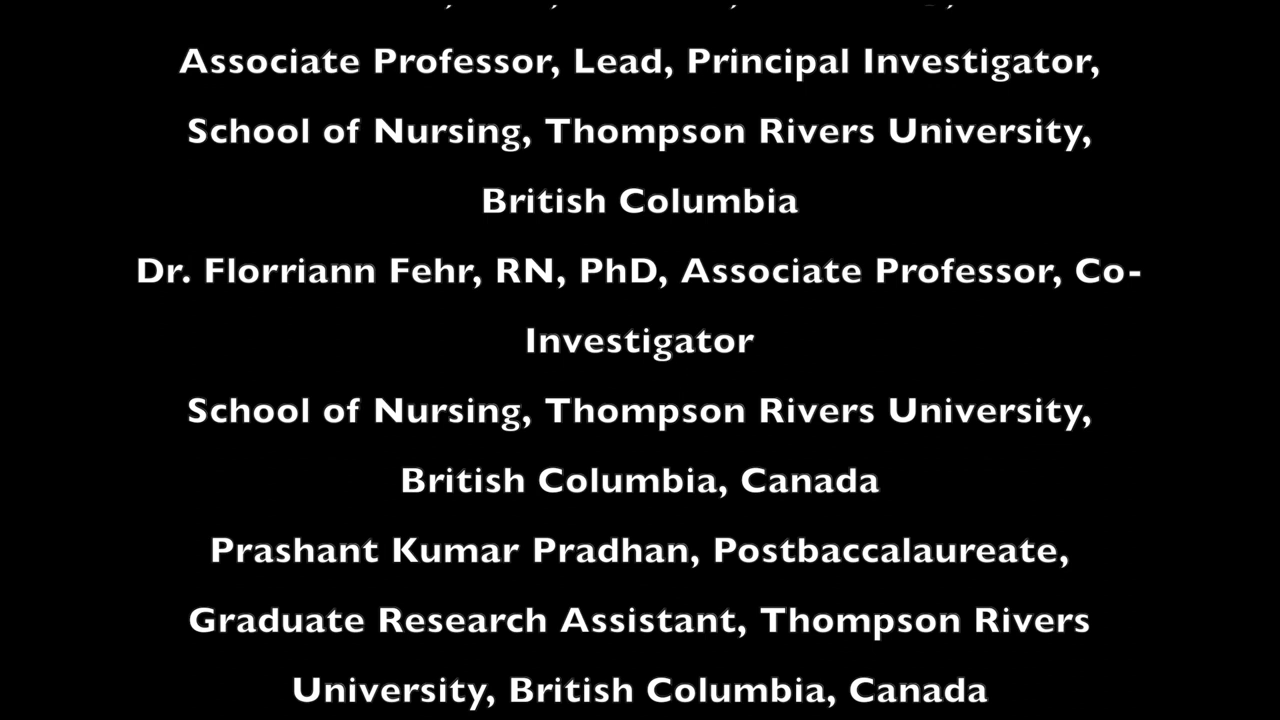 Associate Professor, Lead, Principal Investigator,
School of Nursing, Thompson Rivers University,
British Columbia
Dr. Florriann Fehr, RN, PhD, Associate Professor, Co-
Investigator
School of Nursing, Thompson Rivers University,
British Columbia, Canada
Prashant Kumar Pradhan, Postbaccalaureate,
Graduate Research Assistant, Thompson Rivers
University, British Columbia, Canada